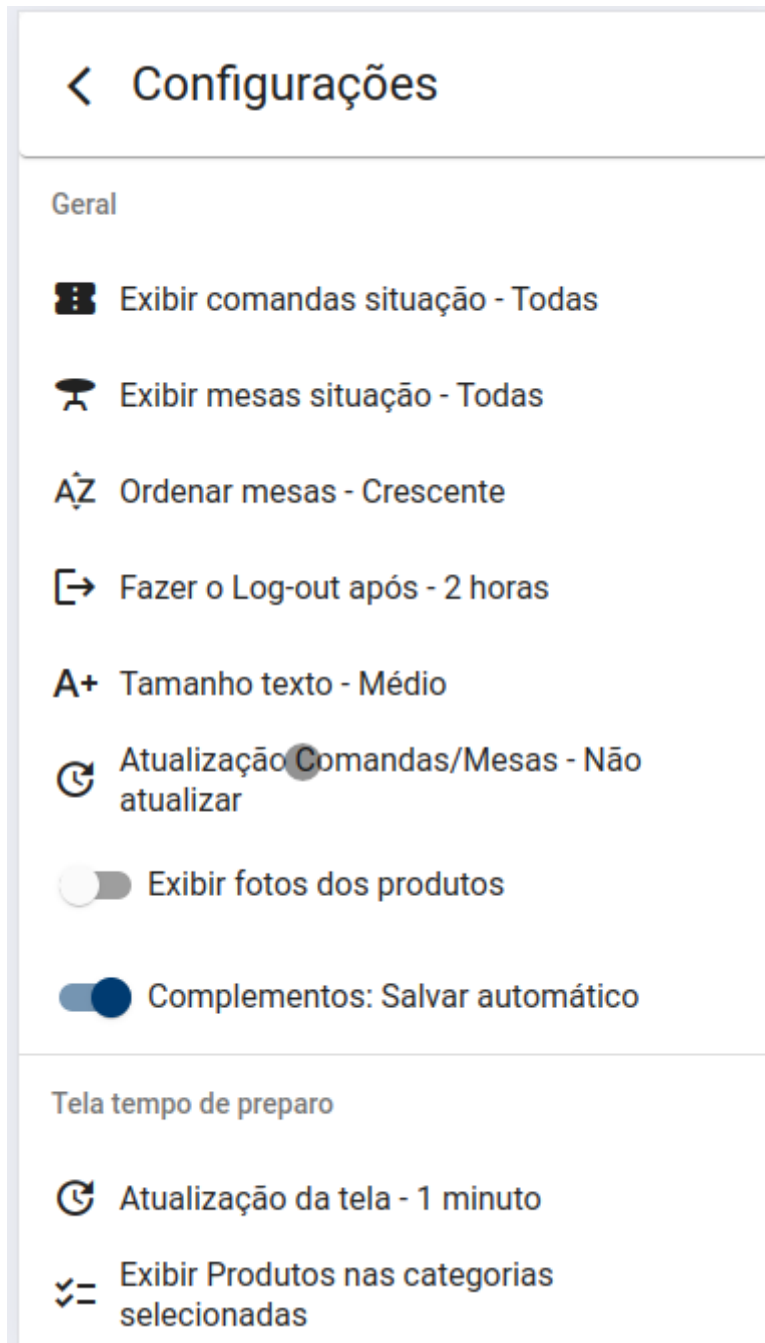 Configurações
Geral
Exibir comandas situação - Todas
Exibir mesas situação - Todas
AZ Ordenar mesas - Crescente
Fazer o Log-out após - 2 horas
A+ Tamanho texto - Médio
Atualização Comandas/Mesas - Não
atualizar
Exibir fotos dos produtos
Complementos: Salvar automático
Tela tempo de preparo
Atualização da tela - 1 minuto
Exibir Produtos nas categorias
selecionadas